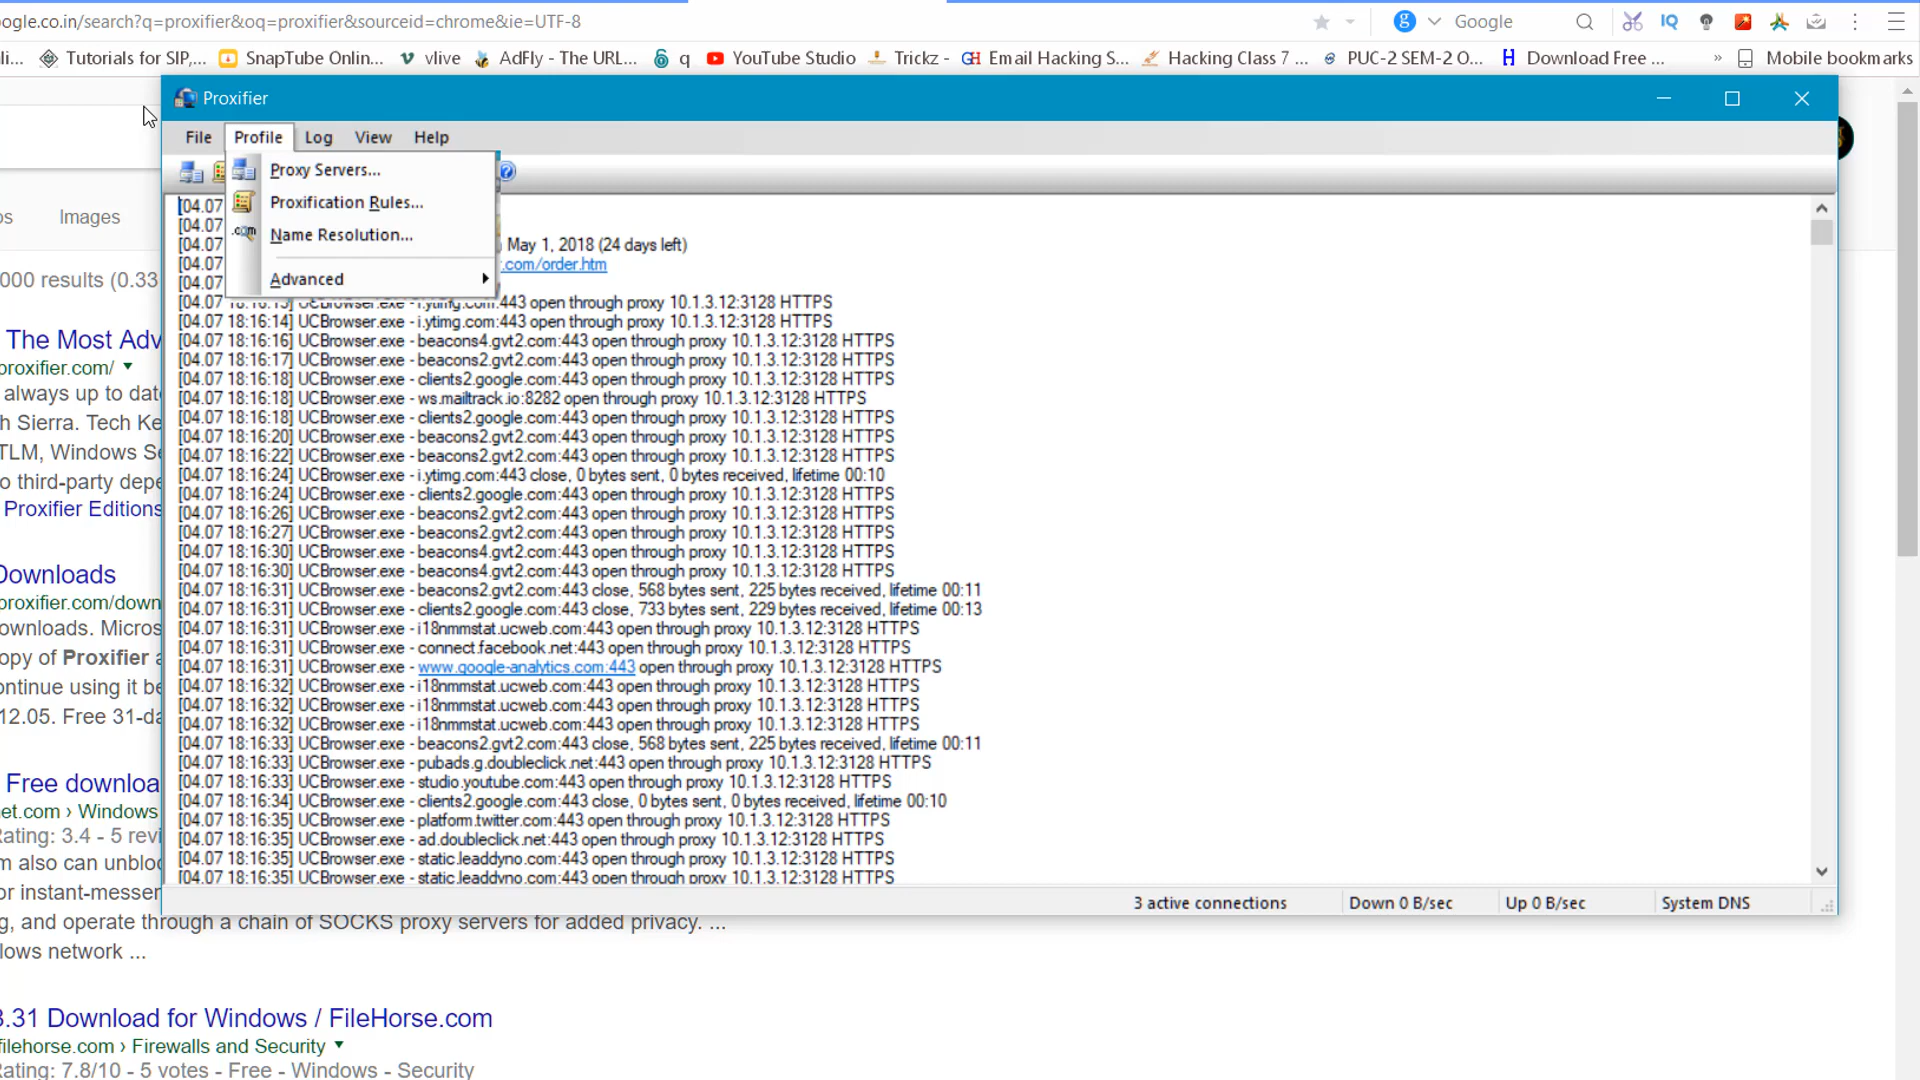 ogle.co.in/search?q=proxifier&oq=proxifier&sourceid=chrome&ie=UTF-8
Google
IQ
li...
Tutorials for SIP,...
SnapTube Onlin...
vlive
AdFly - The URL...
q
YouTube Studio
Trickz -
GH Email Hacking S...
Hacking Class 7 ...
PUC-2 SEM-2 O...
H Download Free ...
»
Mobile bookmarks
Proxifier
File Profile Log View Help
Proxy Servers...
Proxification Rules...
.com Name Resolution...
Advanced
[04.07
[04.07
[04.07 May 1, 2018 (24 days left)
[04.07 .com/order.htm
[04.07
[04.07 18:16:13] UCBrowser.exe - i.ytimg.com:443 open through proxy 10.1.3.12:3128 HTTPS
[04.07 18:16:14] UCBrowser.exe - i.ytimg.com:443 open through proxy 10.1.3.12:3128 HTTPS
[04.07 18:16:16] UCBrowser.exe - beacons4.gvt2.com:443 open through proxy 10.1.3.12:3128 HTTPS
[04.07 18:16:17] UCBrowser.exe - beacons2.gvt2.com:443 open through proxy 10.1.3.12:3128 HTTPS
[04.07 18:16:18] UCBrowser.exe - clients2.google.com:443 open through proxy 10.1.3.12:3128 HTTPS
[04.07 18:16:18] UCBrowser.exe - ws.mailtrack.io:8282 open through proxy 10.1.3.12:3128 HTTPS
[04.07 18:16:18] UCBrowser.exe - clients2.google.com:443 open through proxy 10.1.3.12:3128 HTTPS
[04.07 18:16:20] UCBrowser.exe - beacons2.gvt2.com:443 open through proxy 10.1.3.12:3128 HTTPS
[04.07 18:16:22] UCBrowser.exe - beacons2.gvt2.com:443 open through proxy 10.1.3.12:3128 HTTPS
[04.07 18:16:24] UCBrowser.exe - i.ytimg.com:443 close, 0 bytes sent, 0 bytes received, lifetime 00:10
[04.07 18:16:24] UCBrowser.exe - clients2.google.com:443 open through proxy 10.1.3.12:3128 HTTPS
[04.07 18:16:26] UCBrowser.exe - beacons2.gvt2.com:443 open through proxy 10.1.3.12:3128 HTTPS
[04.07 18:16:27] UCBrowser.exe - beacons2.gvt2.com:443 open through proxy 10.1.3.12:3128 HTTPS
[04.07 18:16:30] UCBrowser.exe - beacons4.gvt2.com:443 open through proxy 10.1.3.12:3128 HTTPS
[04.07 18:16:30] UCBrowser.exe - beacons4.gvt2.com:443 open through proxy 10.1.3.12:3128 HTTPS
[04.07 18:16:31] UCBrowser.exe - beacons2.gvt2.com:443 close, 568 bytes sent, 225 bytes received, lifetime 00:11
[04.07 18:16:31] UCBrowser.exe - clients2.google.com:443 close, 733 bytes sent, 229 bytes received, lifetime 00:13
[04.07 18:16:31] UCBrowser.exe - i18nmmstat.ucweb.com:443 open through proxy 10.1.3.12:3128 HTTPS
[04.07 18:16:31] UCBrowser.exe - connect.facebook.net:443 open through proxy 10.1.3.12:3128 HTTPS
[04.07 18:16:31] UCBrowser.exe - www.google-analytics.com:443 open through proxy 10.1.3.12:3128 HTTPS
[04.07 18:16:32] UCBrowser.exe - i18nmmstat.ucweb.com:443 open through proxy 10.1.3.12:3128 HTTPS
[04.07 18:16:32] UCBrowser.exe - i18nmmstat.ucweb.com:443 open through proxy 10.1.3.12:3128 HTTPS
[04.07 18:16:32] UCBrowser.exe - i18nmmstat.ucweb.com:443 open through proxy 10.1.3.12:3128 HTTPS
[04.07 18:16:33] UCBrowser.exe - beacons2.gvt2.com:443 close, 568 bytes sent, 225 bytes received, lifetime 00:11
[04.07 18:16:33] UCBrowser.exe - pubads.g.doubleclick.net:443 open through proxy 10.1.3.12:3128 HTTPS
[04.07 18:16:33] UCBrowser.exe - studio.youtube.com:443 open through proxy 10.1.3.12:3128 HTTPS
[04.07 18:16:34] UCBrowser.exe - clients2.google.com:443 close, 0 bytes sent, 0 bytes received, lifetime 00:10
[04.07 18:16:35] UCBrowser.exe - platform.twitter.com:443 open through proxy 10.1.3.12:3128 HTTPS
[04.07 18:16:35] UCBrowser.exe - ad.doubleclick.net:443 open through proxy 10.1.3.12:3128 HTTPS
[04.07 18:16:35] UCBrowser.exe - static.leaddyno.com:443 open through proxy 10.1.3.12:3128 HTTPS
[04.07 18:16:35] UCBrowser.exe - static.leaddyno.com:443 open through proxy 10.1.3.12:3128 HTTPS
3 active connections Down 0 B/sec Up 0 B/sec System DNS
os Images
000 results (0.33
The Most Adv
proxifier.com/
always up to dat
h Sierra. Tech Ke
TLM, Windows Se
o third-party depe
Proxifier Editions
Downloads
proxifier.com/down
ownloads. Micros
opy of Proxifier a
ontinue using it be
12.05. Free 31-da
Free downloa
et.com › Windows
Rating: 3.4 - 5 revi
m also can unbloc
or instant-messer
g, and operate through a chain of SOCKS proxy servers for added privacy. ...
llows network ...
3.31 Download for Windows / FileHorse.com
filehorse.com › Firewalls and Security
Rating: 7.8/10 - 5 votes - Free - Windows - Security